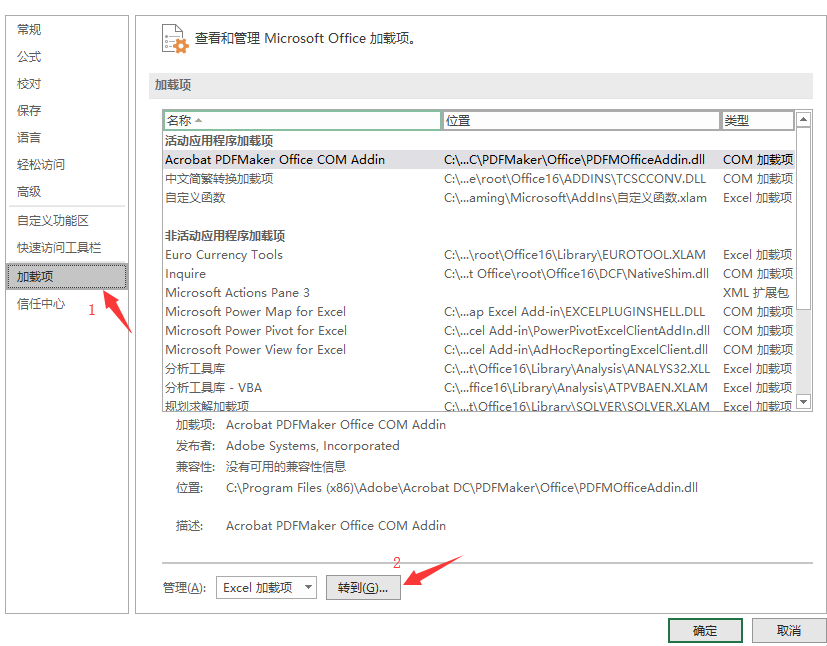 常规
公式
校对
保存
语言
轻松访问
高级
自定义功能区
快速访问工具栏
加载项
信任中心
1
查看和管理 Microsoft Office 加载项。
加载项
名称 位置 类型
活动应用程序加载项
Acrobat PDFMaker Office COM Addin C:\...C\PDFMaker\Office\PDFMOfficeAddin.dll COM 加载项
中文简繁转换加载项 C:\...e\root\Office16\ADDINS\TCSCCONV.DLL COM 加载项
自定义函数 C:\...aming\Microsoft\AddIns\自定义函数.xlam Excel 加载项
非活动应用程序加载项
Euro Currency Tools C:\...\root\Office16\Library\EUROTOOL.XLAM Excel 加载项
Inquire C:\...t Office\root\Office16\DCF\NativeShim.dll COM 加载项
Microsoft Actions Pane 3 XML 扩展包
Microsoft Power Map for Excel C:\...ap Excel Add-in\EXCELPLUGINSHELL.DLL COM 加载项
Microsoft Power Pivot for Excel C:\...cel Add-in\PowerPivotExcelClientAddIn.dll COM 加载项
Microsoft Power View for Excel C:\...cel Add-in\AdHocReportingExcelClient.dll COM 加载项
分析工具库 C:\...t\Office16\Library\Analysis\ANALYS32.XLL Excel 加载项
分析工具库 - VBA C:\...ffice16\Library\Analysis\ATPVBAEN.XLAM Excel 加载项
规划求解加载项 C:\...t\Office16\Library\SOLVER\SOLVER.XLAM Excel 加载项
加载项: Acrobat PDFMaker Office COM Addin
发布者: Adobe Systems, Incorporated
兼容性: 没有可用的兼容性信息
位置: C:\Program Files (x86)\Adobe\Acrobat DC\PDFMaker\Office\PDFMOfficeAddin.dll
描述: Acrobat PDFMaker Office COM Addin
2
管理(A): Excel 加载项 转到(G)...
确定 取消